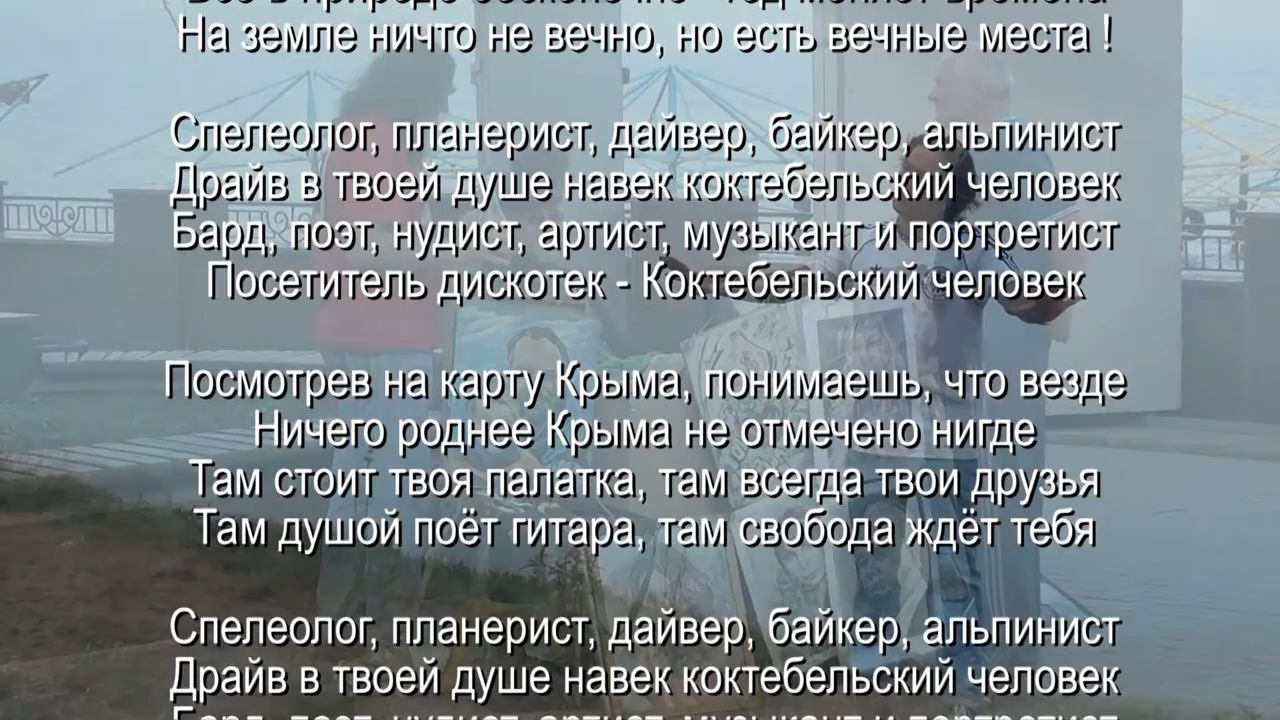 На земле ничто не вечно, но есть вечные места !
Спелеолог, планерист, дайвер, байкер, альпинист
Драйв в твоей душе навек коктебельский человек
Бард, поэт, нудист, артист, музыкант и портретист
Посетитель дискотек - Коктебельский человек
Посмотрев на карту Крыма, понимаешь, что везде
Ничего роднее Крыма не отмечено нигде
Там стоит твоя палатка, там всегда твои друзья
Там душой поёт гитара, там свобода ждёт тебя
Спелеолог, планерист, дайвер, байкер, альпинист
Драйв в твоей душе навек коктебельский человек